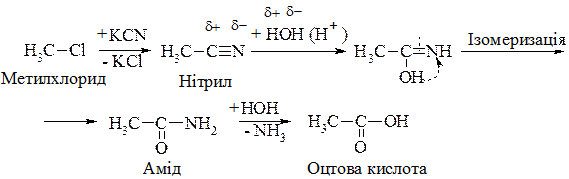 δ+ δ−
+KCN δ+ δ− + HOH (H⁺)
H₃C—Cl - KCl H₃C—C≡N H₃C—C=NH Ізомеризація
OH
Метилхлорид Нітрил
+HOH
H₃C—C—NH₂ - NH₃ H₃C—C—OH
O O
Амід Оцтова кислота